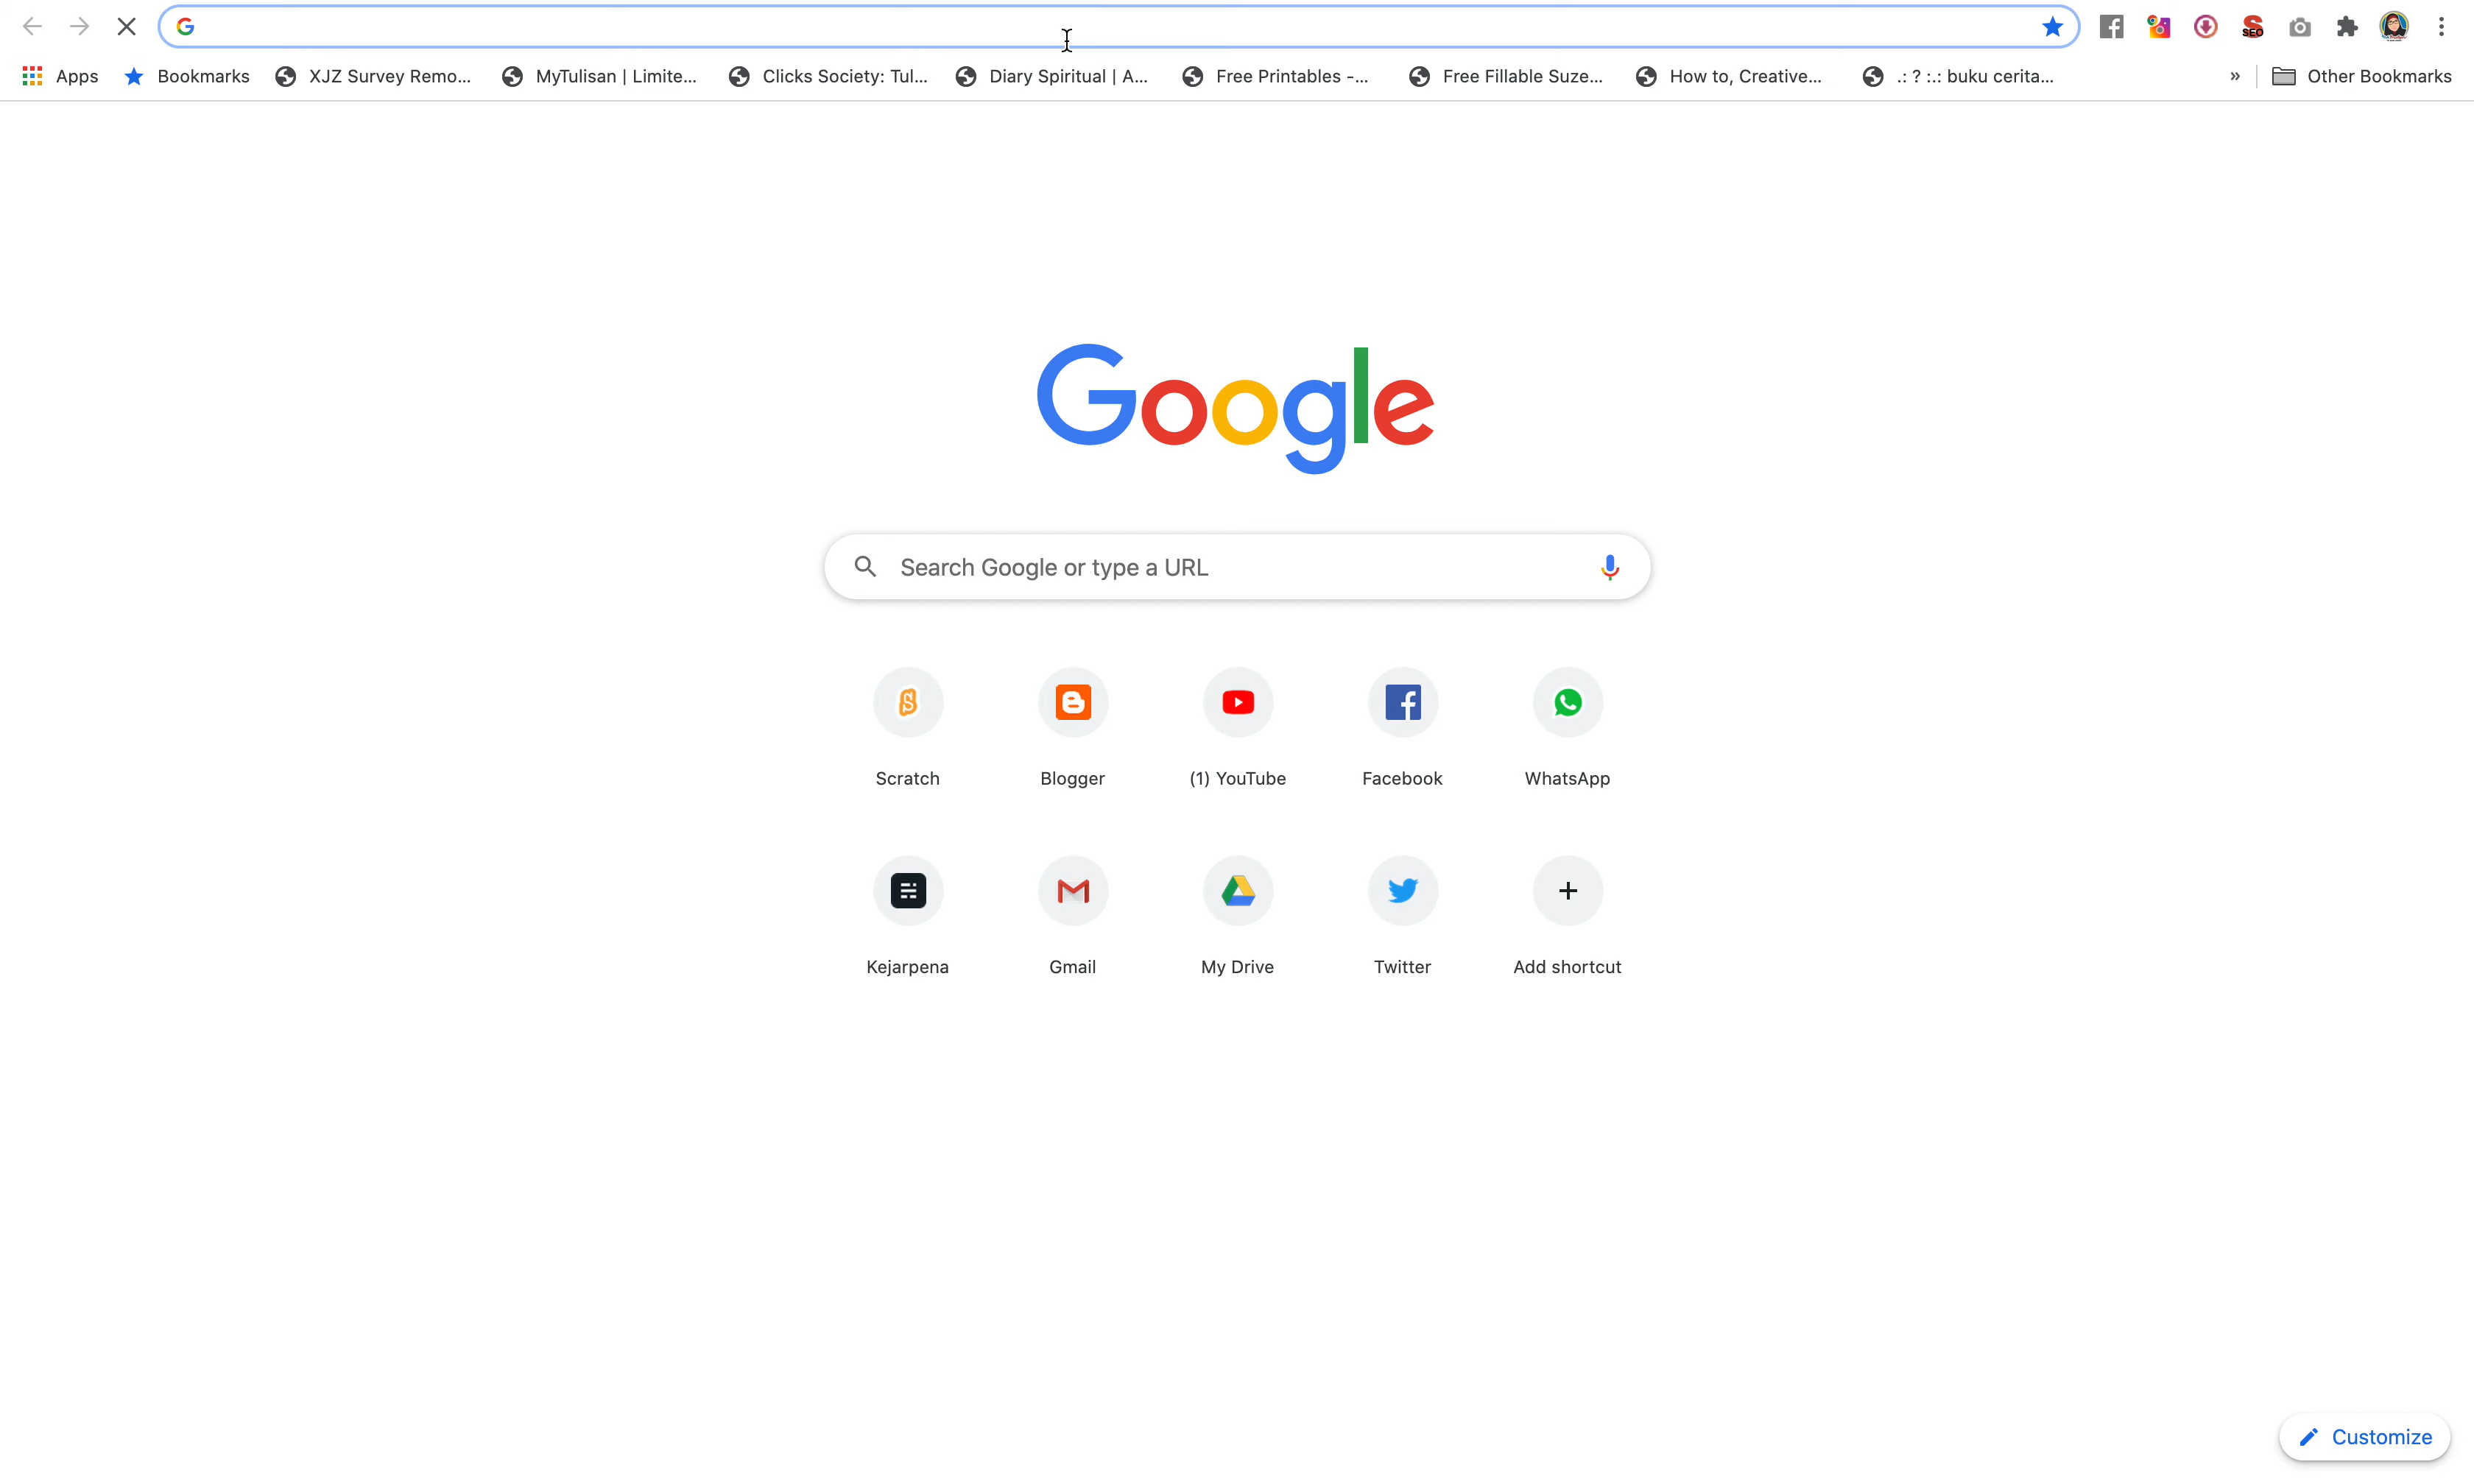 SEO
Apps Bookmarks XJZ Survey Remo... MyTulisan | Limite... Clicks Society: Tul... Diary Spiritual | A... Free Printables -... Free Fillable Suze... How to, Creative... .: ? :.: buku cerita... » Other Bookmarks
Google
Search Google or type a URL
Scratch Blogger (1) YouTube Facebook WhatsApp
Kejarpena Gmail My Drive Twitter Add shortcut
Customize